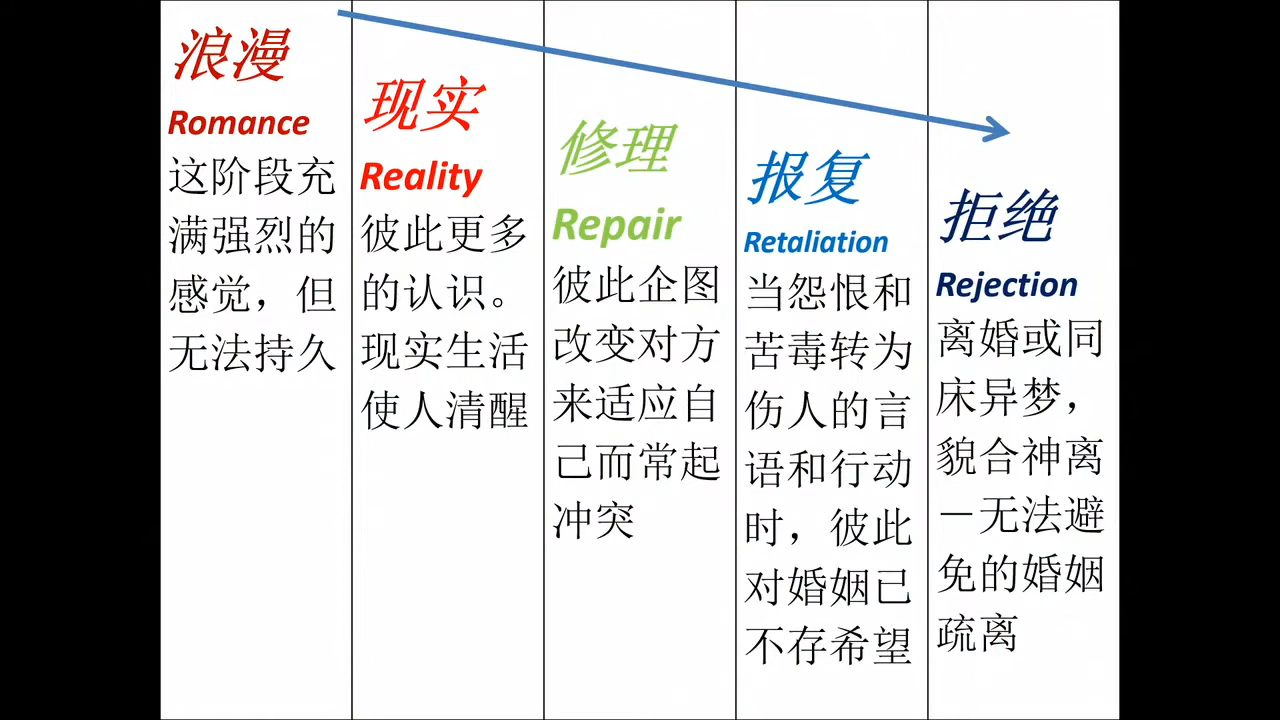 浪漫
Romance
这阶段充
满强烈的
感觉，但
无法持久
现实
Reality
彼此更多
的认识。
现实生活
使人清醒
修理
Repair
彼此企图
改变对方
来适应自
己而常起
冲突
报复
Retaliation
当怨恨和
苦毒转为
伤人的言
语和行动
时，彼此
对婚姻己
不存希望
拒绝
Rejection
离婚或同
床异梦，
貌合神离
－无法避
免的婚姻
疏离